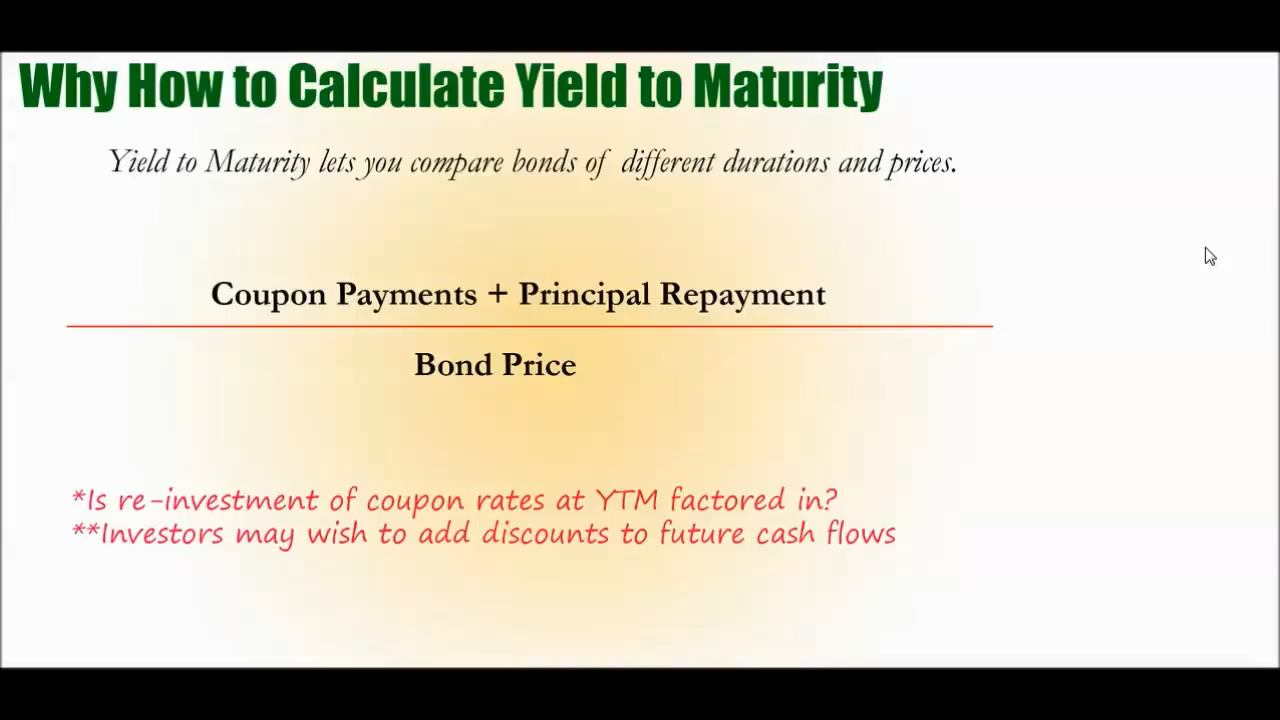 Why How to Calculate Yield to Maturity
Yield to Maturity lets you compare bonds of different durations and prices.
Coupon Payments + Principal Repayment
Bond Price
*Is re-investment of coupon rates at YTM factored in?
**Investors may wish to add discounts to future cash flows